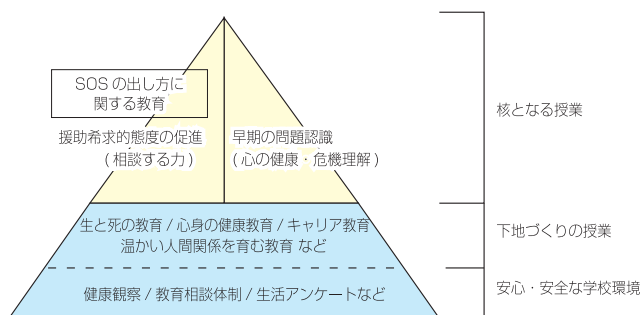 SOSの出し方に
関する教育
援助希求的態度の促進
(相談する力)
早期の問題認識
(心の健康・危機理解)
核となる授業
生と死の教育/心身の健康教育/キャリア教育
温かい人間関係を育む教育 など
下地づくりの授業
健康観察/教育相談体制/生活アンケートなど
安心・安全な学校環境